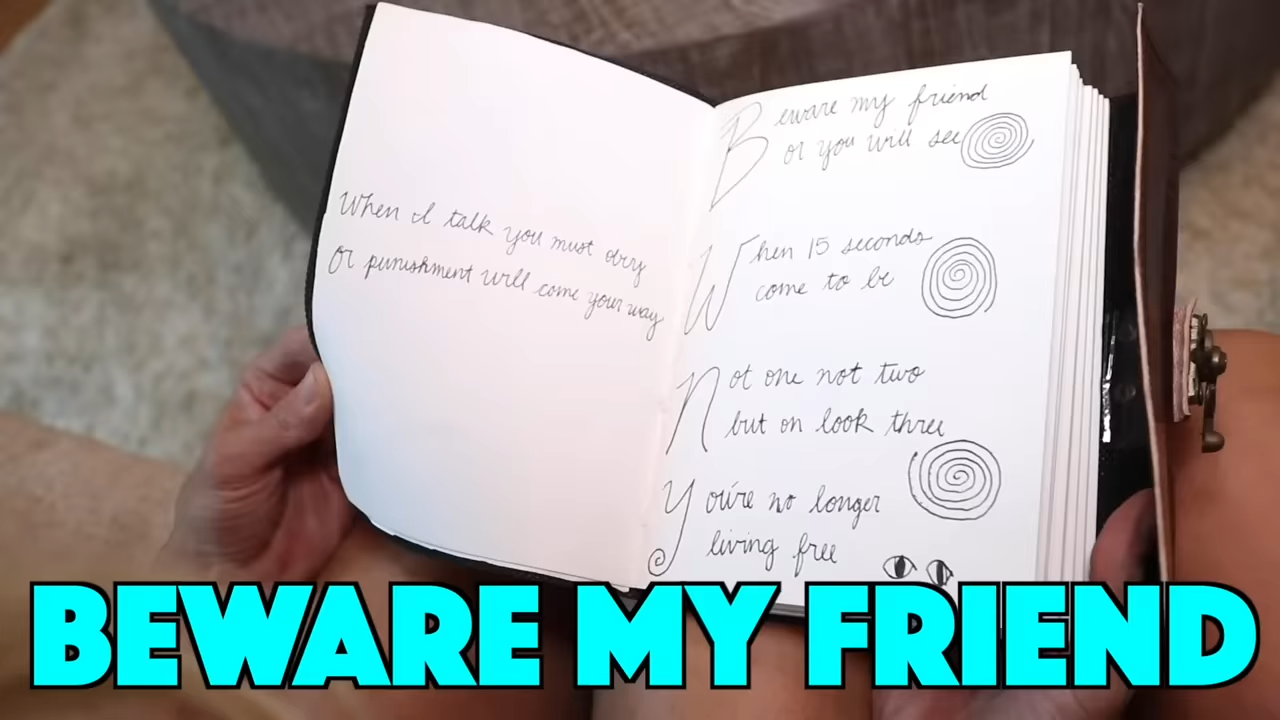 When I talk you must obey
Or punishment will come your way
Beware my friend
or you will see
When 15 seconds
come to be
Not one not two
but on look three
You're no longer
living free
BEWARE MY FRIEND